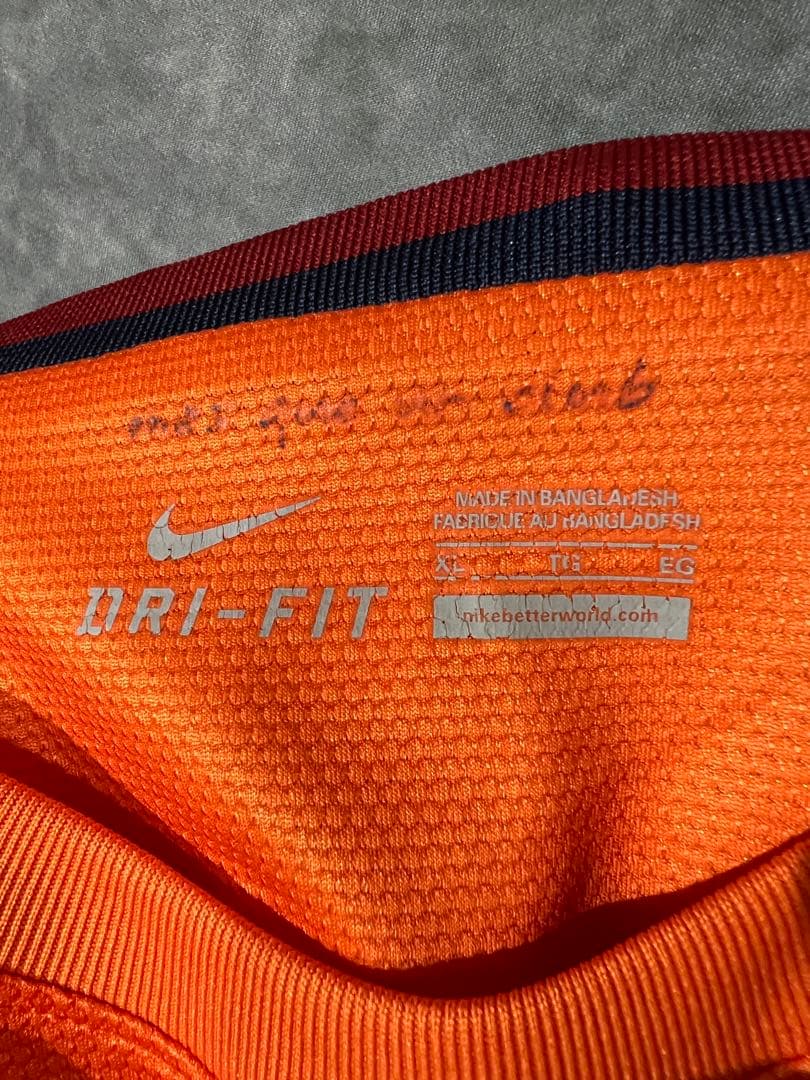 DRI-FIT
MADE IN BANGLADESH
FABRIQUE AU BANGLADESH
XL TG EG
nikebetterworld.com